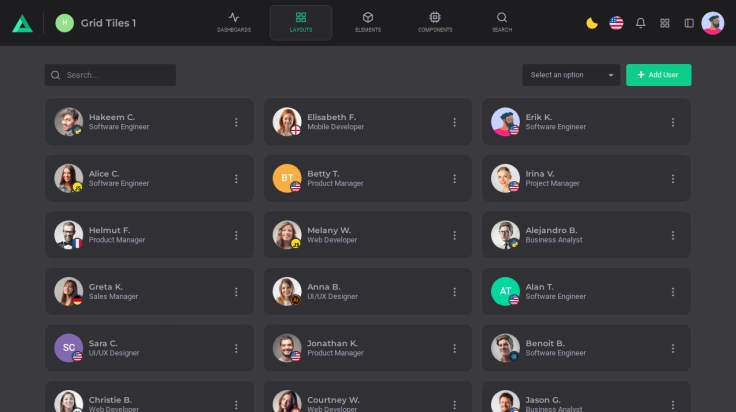 H Grid Tiles 1
DASHBOARDS LAYOUTS ELEMENTS COMPONENTS SEARCH
Search... Select an option + Add User
Hakeem C. Elisabeth F. Erik K.
Software Engineer Mobile Developer Software Engineer
Alice C. Betty T. Irina V.
Software Engineer BT Product Manager Project Manager
Helmut F. Melany W. Alejandro B.
Product Manager Web Developer Business Analyst
Greta K. Anna B. Alan T.
Sales Manager UI/UX Designer AT Software Engineer
Sara C. Jonathan K. Benoit B.
SC UI/UX Designer Product Manager Software Engineer
Christie B. Courtney W. Jason G.
Web Developer Web Developer Business Analyst